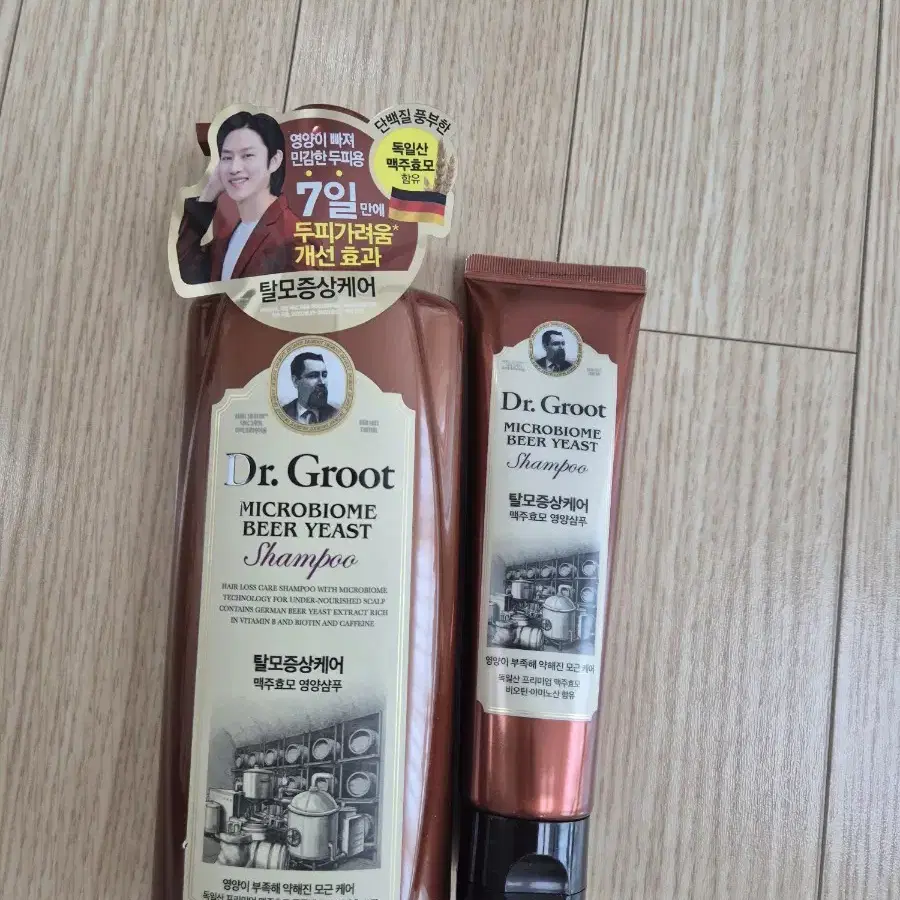 단백질 풍부한
독일산
맥주효모
함유
영양이 빠져
민감한 두피용
7일 만에
두피가려움*
개선 효과
탈모증상케어
Dr. Groot
MICROBIOME
BEER YEAST
Shampoo
HAIR LOSS CARE SHAMPOO WITH MICROBIOME
TECHNOLOGY FOR UNDER-NOURISHED SCALP
CONTAINS GERMAN BEER YEAST EXTRACT RICH
IN VITAMIN B AND BIOTIN AND CAFFEINE
탈모증상케어
맥주효모 영양샴푸
영양이 부족해 약해진 모근 케어
Dr. Groot
MICROBIOME
BEER YEAST
Shampoo
탈모증상케어
맥주효모 영양샴푸
영양이 부족해 약해진 모근 케어
독일산 프리미엄 맥주효모
비오틴·아미노산 함유